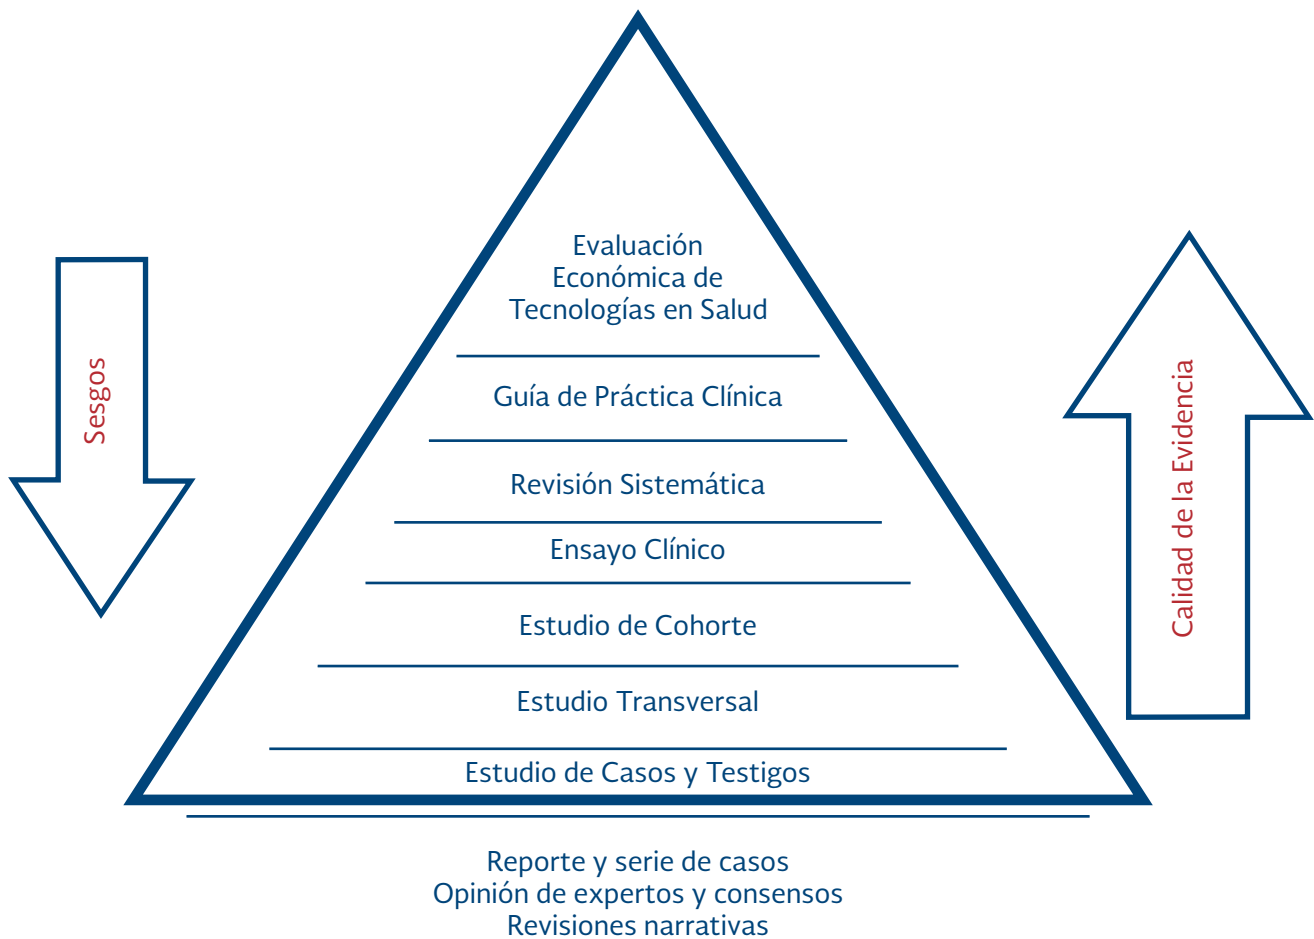 Evaluación
Económica de
Tecnologías en Salud
Guía de Práctica Clínica
Revisión Sistemática
Ensayo Clínico
Estudio de Cohorte
Estudio Transversal
Estudio de Casos y Testigos
Reporte y serie de casos
Opinión de expertos y consensos
Revisiones narrativas
Sesgos
Calidad de la Evidencia